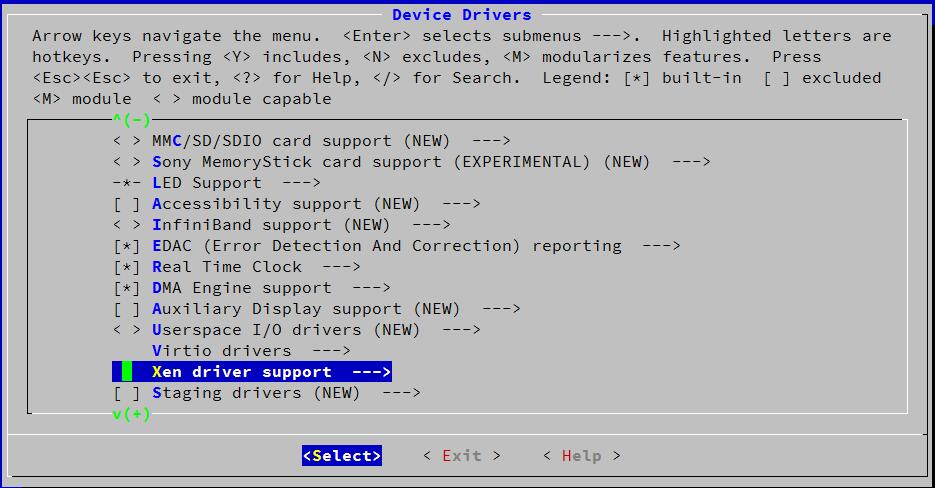 Device Drivers
Arrow keys navigate the menu.  <Enter> selects submenus --->.  Highlighted letters are
hotkeys.  Pressing <Y> includes, <N> excludes, <M> modularizes features.  Press
<Esc><Esc> to exit, <?> for Help, </> for Search.  Legend: [*] built-in  [ ] excluded
<M> module  < > module capable
^(-)
< > MMC/SD/SDIO card support (NEW)  --->
< > Sony MemoryStick card support (EXPERIMENTAL) (NEW)  --->
-*- LED Support  --->
[ ] Accessibility support (NEW)  --->
< > InfiniBand support (NEW)  --->
[*] EDAC (Error Detection And Correction) reporting  --->
[*] Real Time Clock  --->
[*] DMA Engine support  --->
[ ] Auxiliary Display support (NEW)  --->
< > Userspace I/O drivers (NEW)  --->
Virtio drivers  --->
Xen driver support  --->
[ ] Staging drivers (NEW)  --->
v(+)
<Select>    < Exit >    < Help >